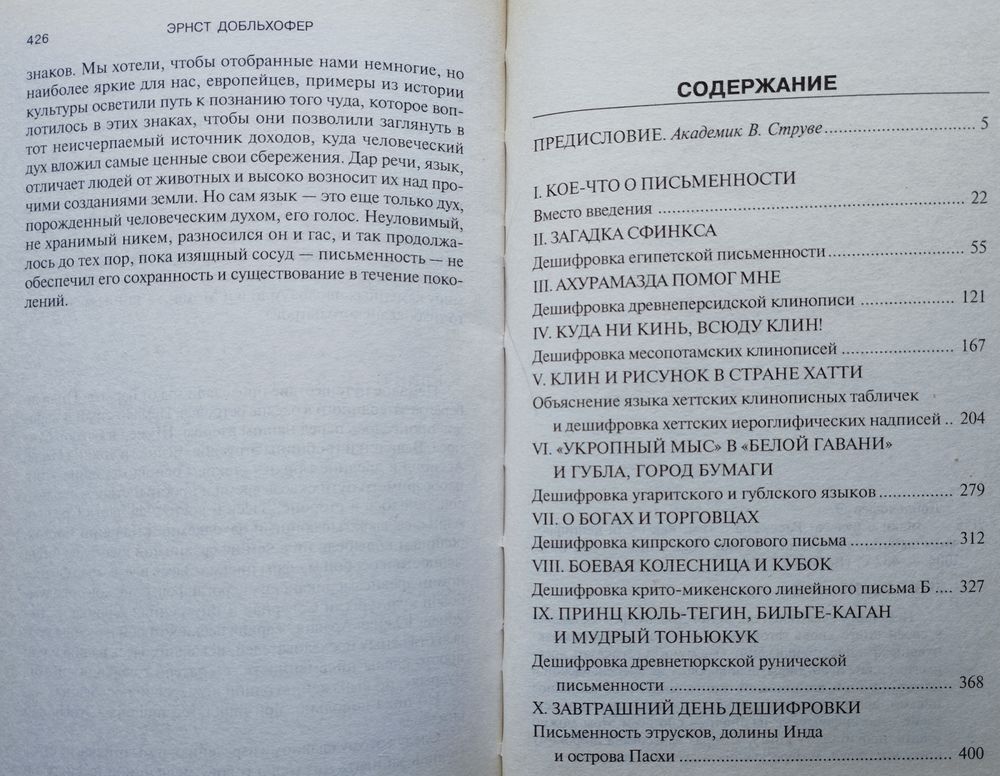 426
ЭРНСТ ДОБЛЬХОФЕР
знаков. Мы хотели, чтобы отобранные нами немногие, но
наиболее яркие для нас, европейцев, примеры из истории
культуры осветили путь к познанию того чуда, которое воп-
лотилось в этих знаках, чтобы они позволили заглянуть в
тот неисчерпаемый источник доходов, куда человеческий
дух вложил самые ценные свои сбережения. Дар речи, язык,
отличает людей от животных и высоко возносит их над про-
чими созданиями земли. Но сам язык — это еще только дух,
порожденный человеческим духом, его голос. Неуловимый,
не хранимый никем, разносился он и гас, и так продолжа-
лось до тех пор, пока изящный сосуд — письменность — не
обеспечил его сохранность и существование в течение поко-
лений.
СОДЕРЖАНИЕ
ПРЕДИСЛОВИЕ. Академик В. Струве ........ 5
I. КОЕ-ЧТО О ПИСЬМЕННОСТИ
Вместо введения ........ 22
II. ЗАГАДКА СФИНКСА
Дешифровка египетской письменности ........ 55
III. АХУРАМАЗДА ПОМОГ МНЕ
Дешифровка древнеперсидской клинописи ........ 121
IV. КУДА НИ КИНЬ, ВСЮДУ КЛИН!
Дешифровка месопотамских клинописей ........ 167
V. КЛИН И РИСУНОК В СТРАНЕ ХАТТИ
Объяснение языка хеттских клинописных табличек
и дешифровка хеттских иероглифических надписей .. 204
VI. «УКРОПНЫЙ МЫС» В «БЕЛОЙ ГАВАНИ»
И ГУБЛА, ГОРОД БУМАГИ
Дешифровка угаритского и гублского языков ........ 279
VII. О БОГАХ И ТОРГОВЦАХ
Дешифровка кипрского слогового письма ........ 312
VIII. БОЕВАЯ КОЛЕСНИЦА И КУБОК
Дешифровка крито-микенского линейного письма Б .... 327
IX. ПРИНЦ КЮЛЬ-ТЕГИН, БИЛЬГЕ-КАГАН
И МУДРЫЙ ТОНЬЮКУК
Дешифровка древнетюркской рунической
письменности ........ 368
X. ЗАВТРАШНИЙ ДЕНЬ ДЕШИФРОВКИ
Письменность этрусков, долины Инда
и острова Пасхи ........ 400